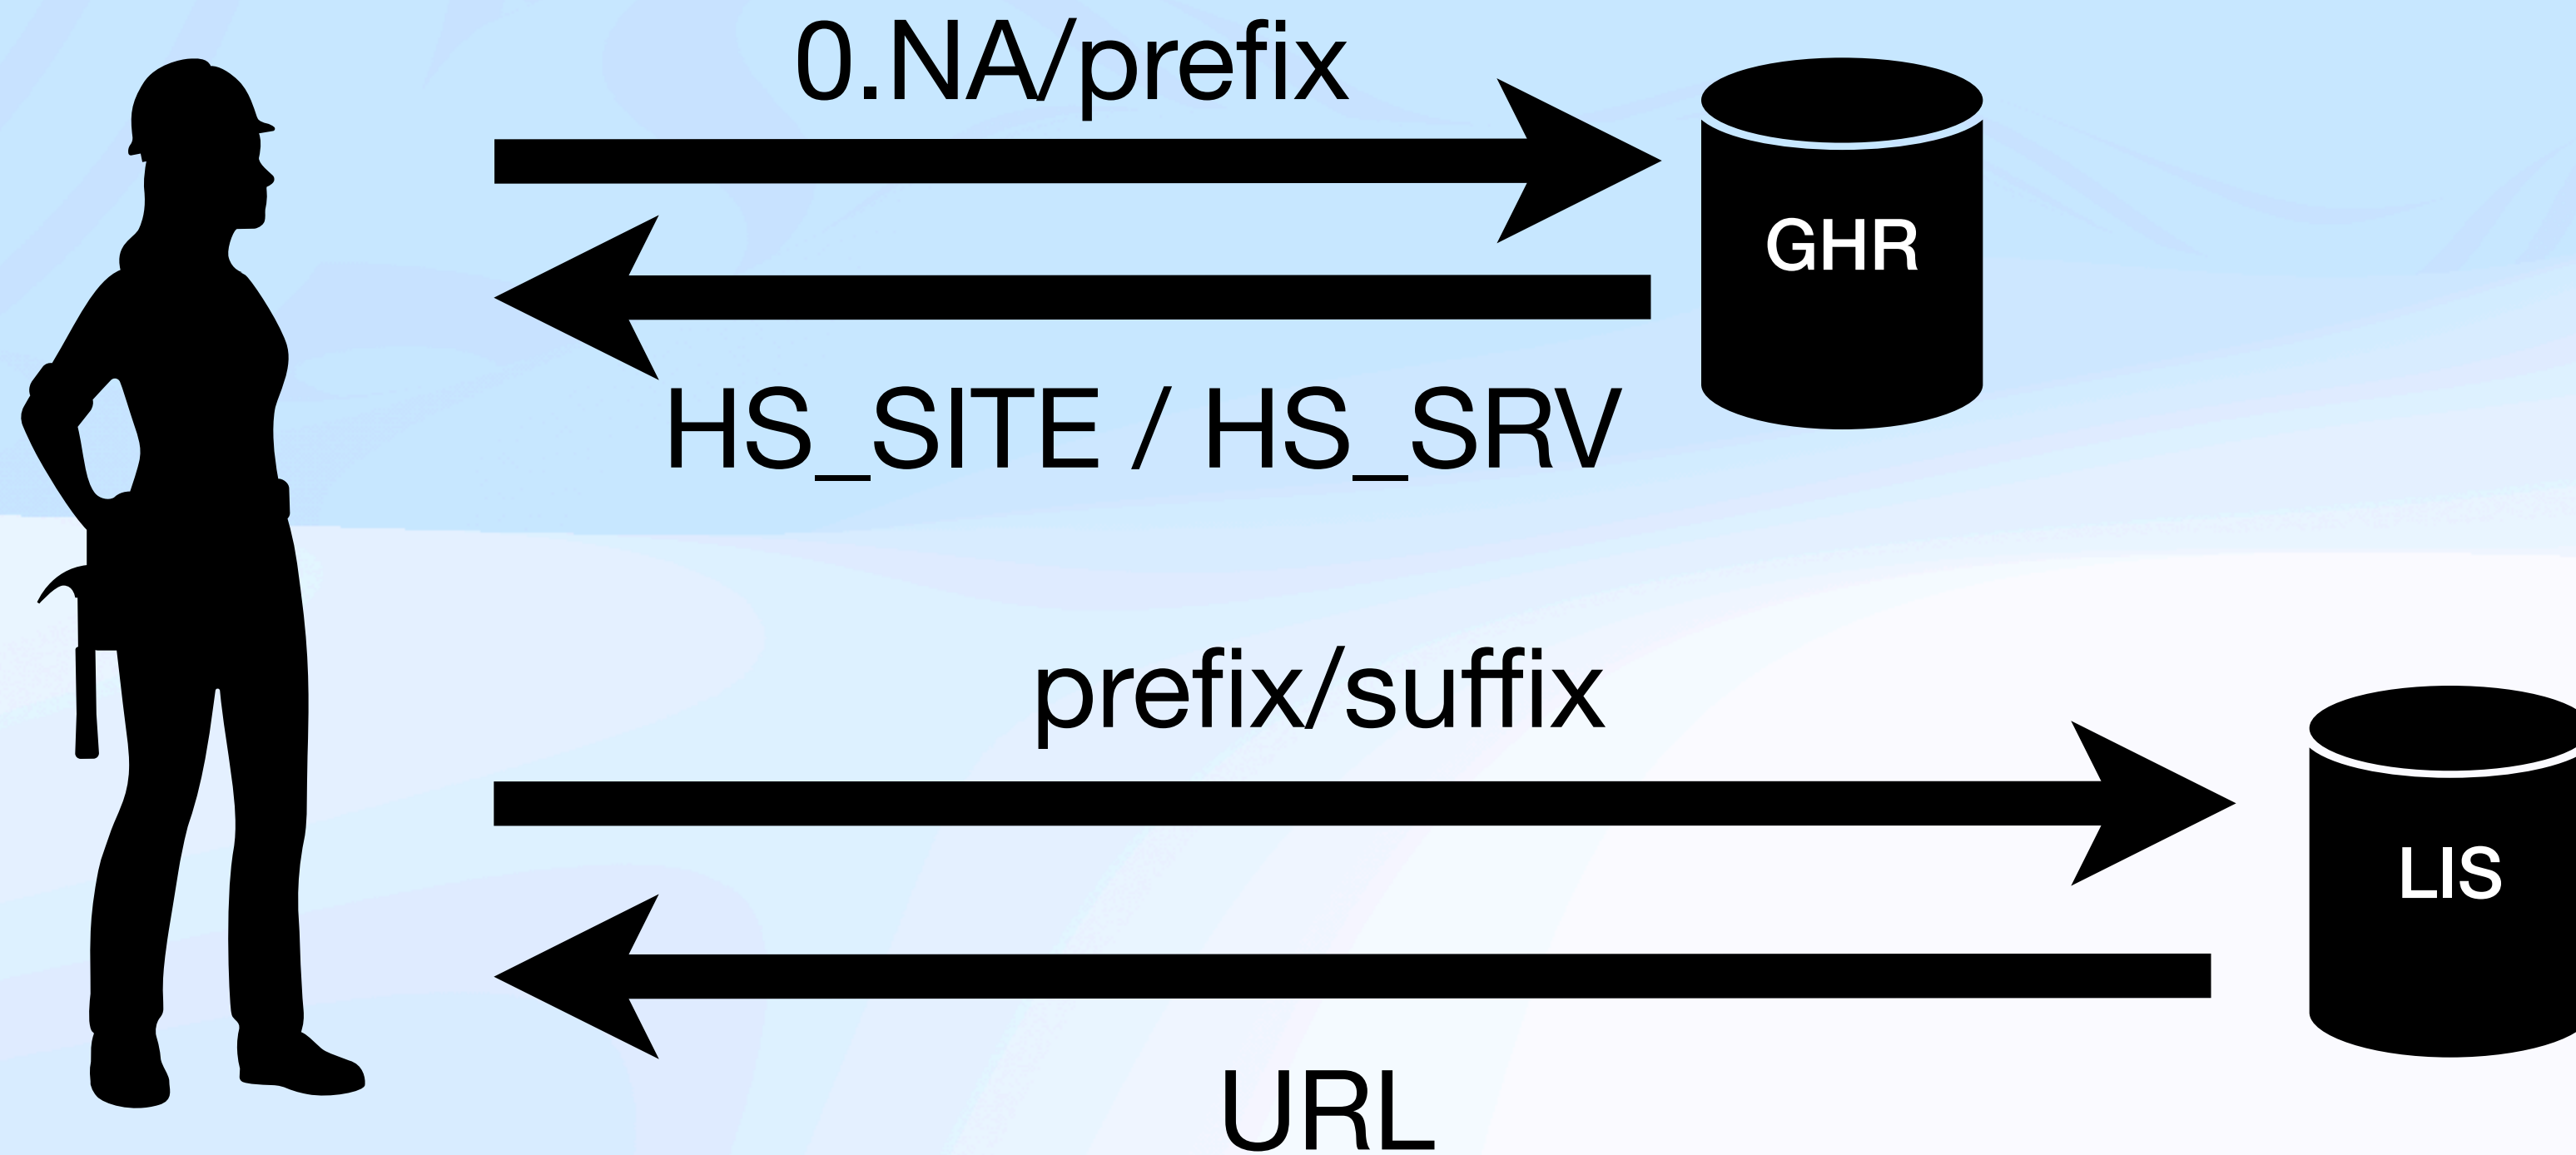 0.NA/prefix
GHR
HS_SITE / HS_SRV
prefix/suffix
LIS
URL